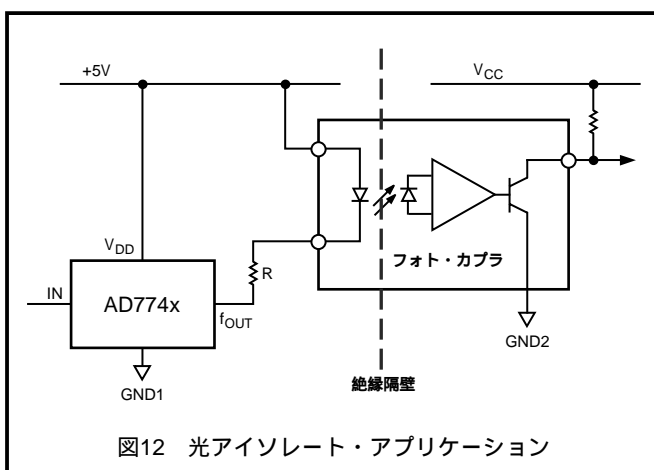 +5V
VCC
VDD
IN
AD774x
fOUT
R
フォト・カプラ
GND1
GND2
絶縁隔壁
図12 光アイソレート・アプリケーション